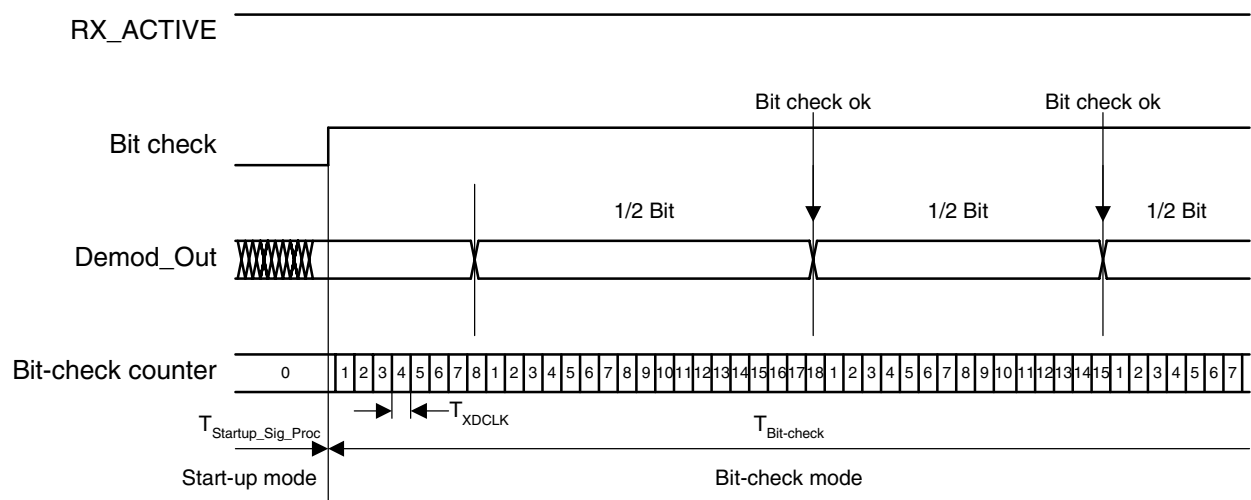 RX_ACTIVE
Bit check ok Bit check ok
Bit check
1/2 Bit 1/2 Bit 1/2 Bit
Demod_Out
Bit-check counter 0 1 2 3 4 5 6 7 8 1 2 3 4 5 6 7 8 9 10 11 12 13 14 15 16 17 18 1 2 3 4 5 6 7 8 9 10 11 12 13 14 15 1 2 3 4 5 6 7
TXDCLK
TStartup_Sig_Proc TBit-check
Start-up mode Bit-check mode